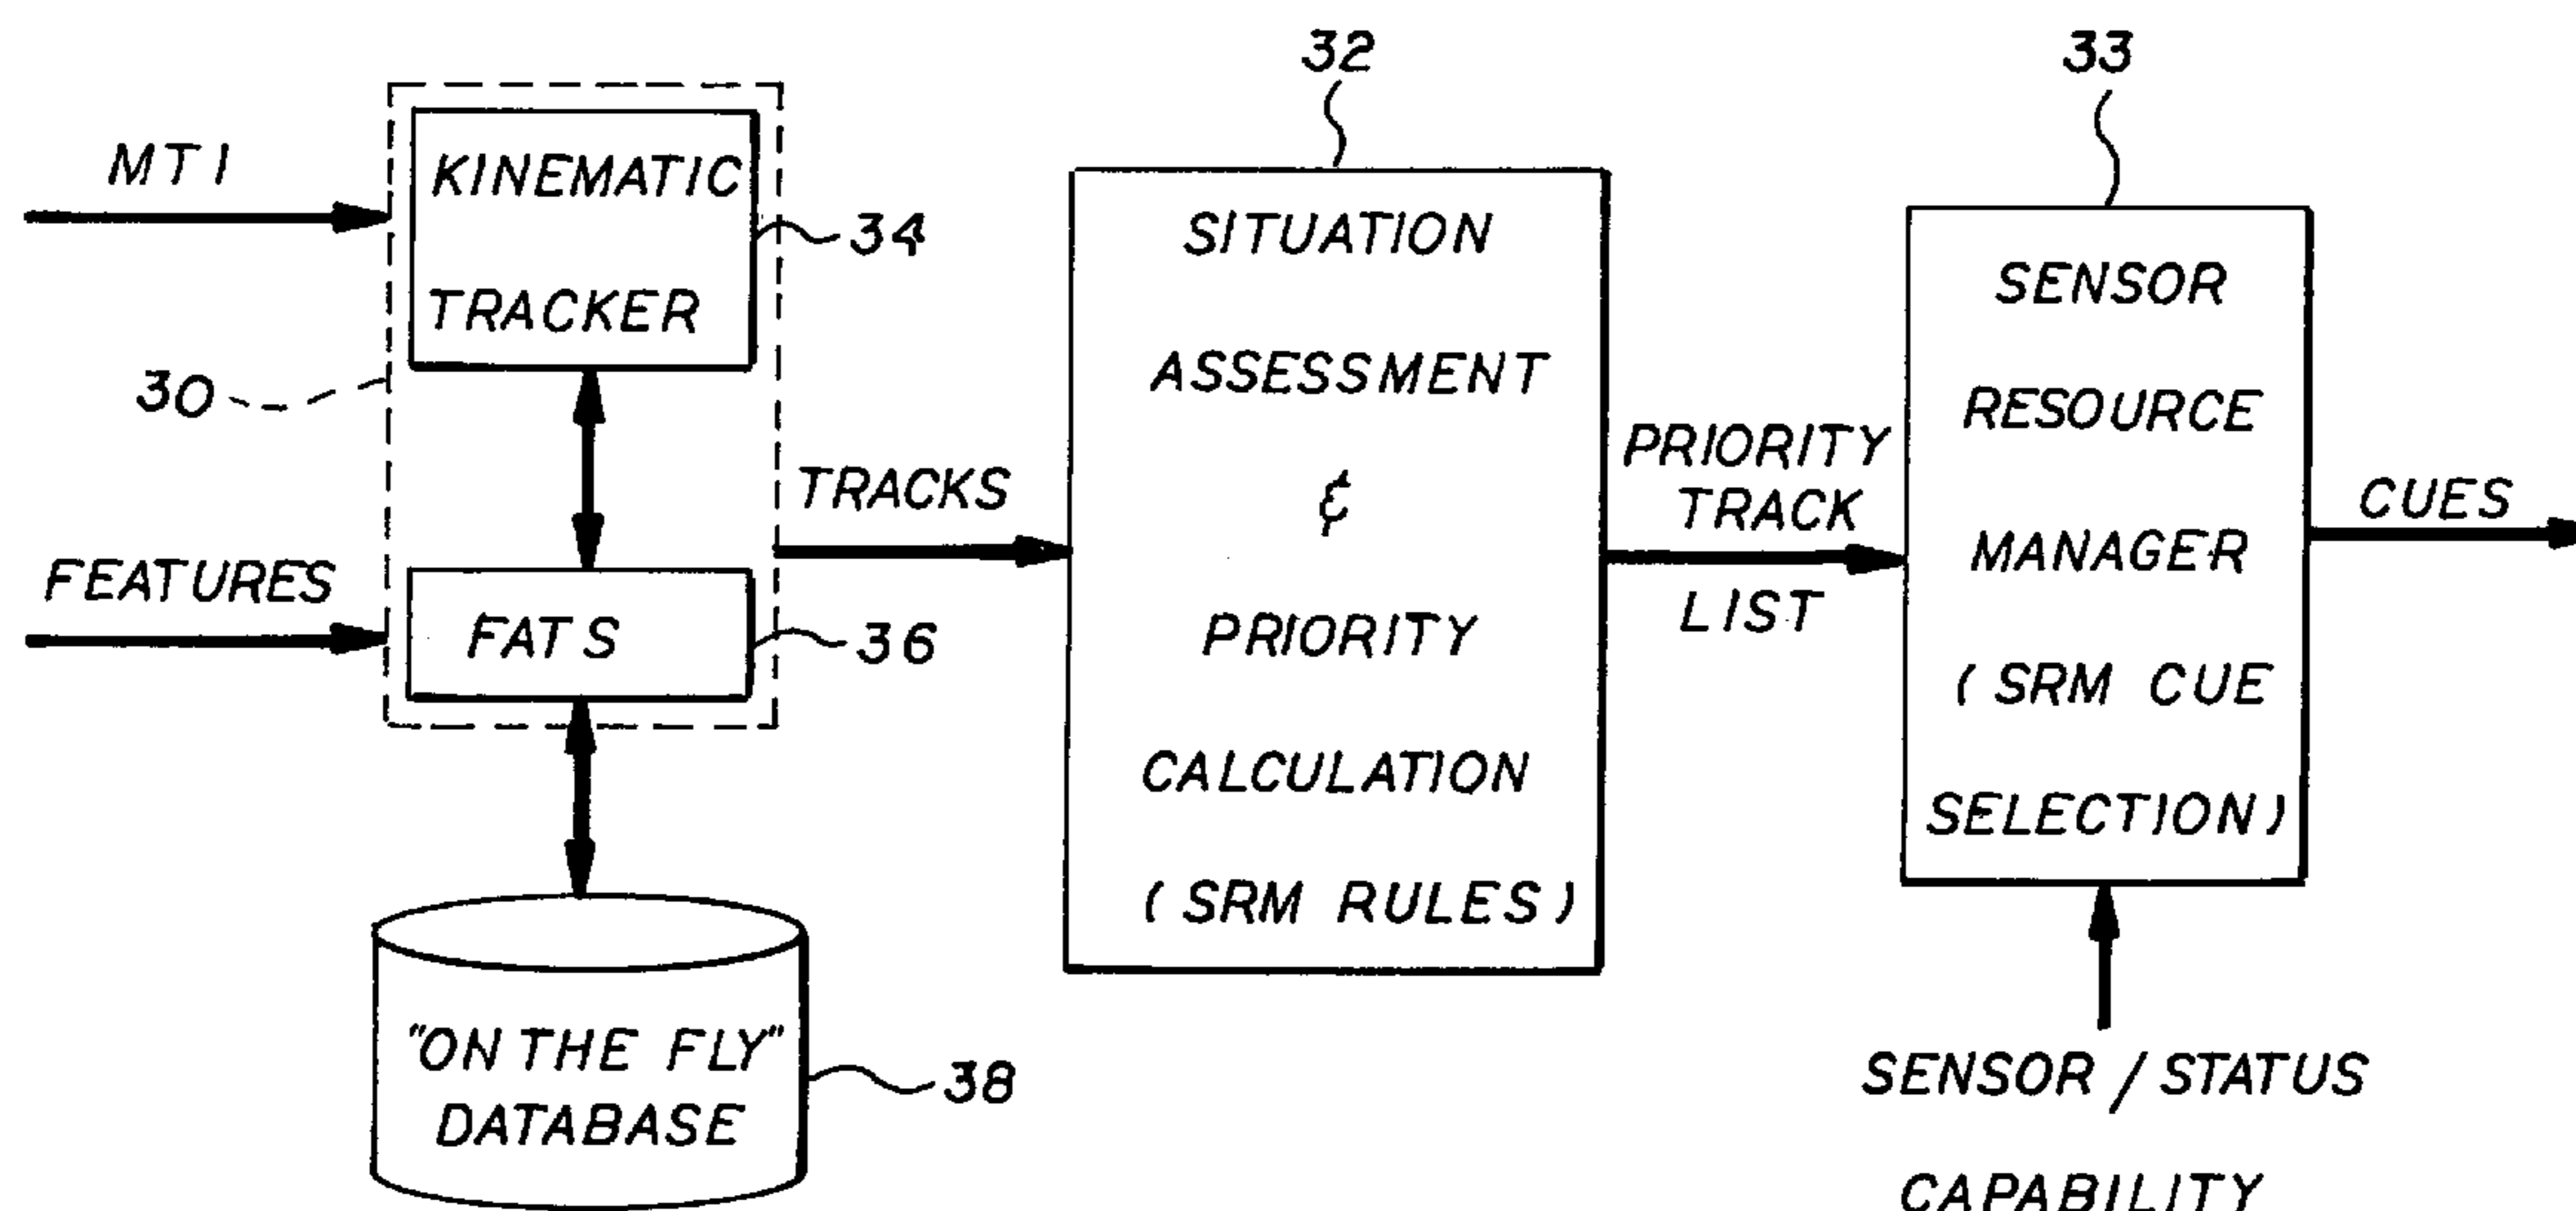 32
33
MTI
KINEMATIC
TRACKER
34
30
FEATURES
FATS
36
TRACKS
SITUATION
ASSESSMENT
&
PRIORITY
CALCULATION
(SRM RULES)
PRIORITY
TRACK
LIST
SENSOR
RESOURCE
MANAGER
(SRM CUE
SELECTION)
CUES
"ON THE FLY"
DATABASE
38
SENSOR / STATUS
CAPABILITY